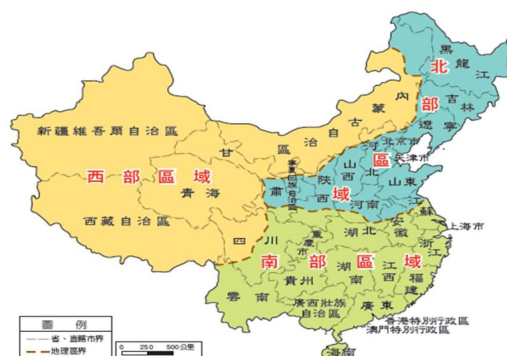 黑龍江
北部區域
內蒙古自治區
吉林
遼寧
新疆維吾爾自治區
甘肅
北京市
天津市
河北
山西
寧夏回族自治區
西部區域
青海
陝西
山東
河南
西藏自治區
江蘇
安徽
上海市
四川
重慶市
湖北
浙江
南部區域
湖南
江西
福建
貴州
雲南
廣西壯族
自治區
廣東
香港特別行政區
澳門特別行政區
海南
圖例
省、直轄市界
地理區界
0 250 500公里